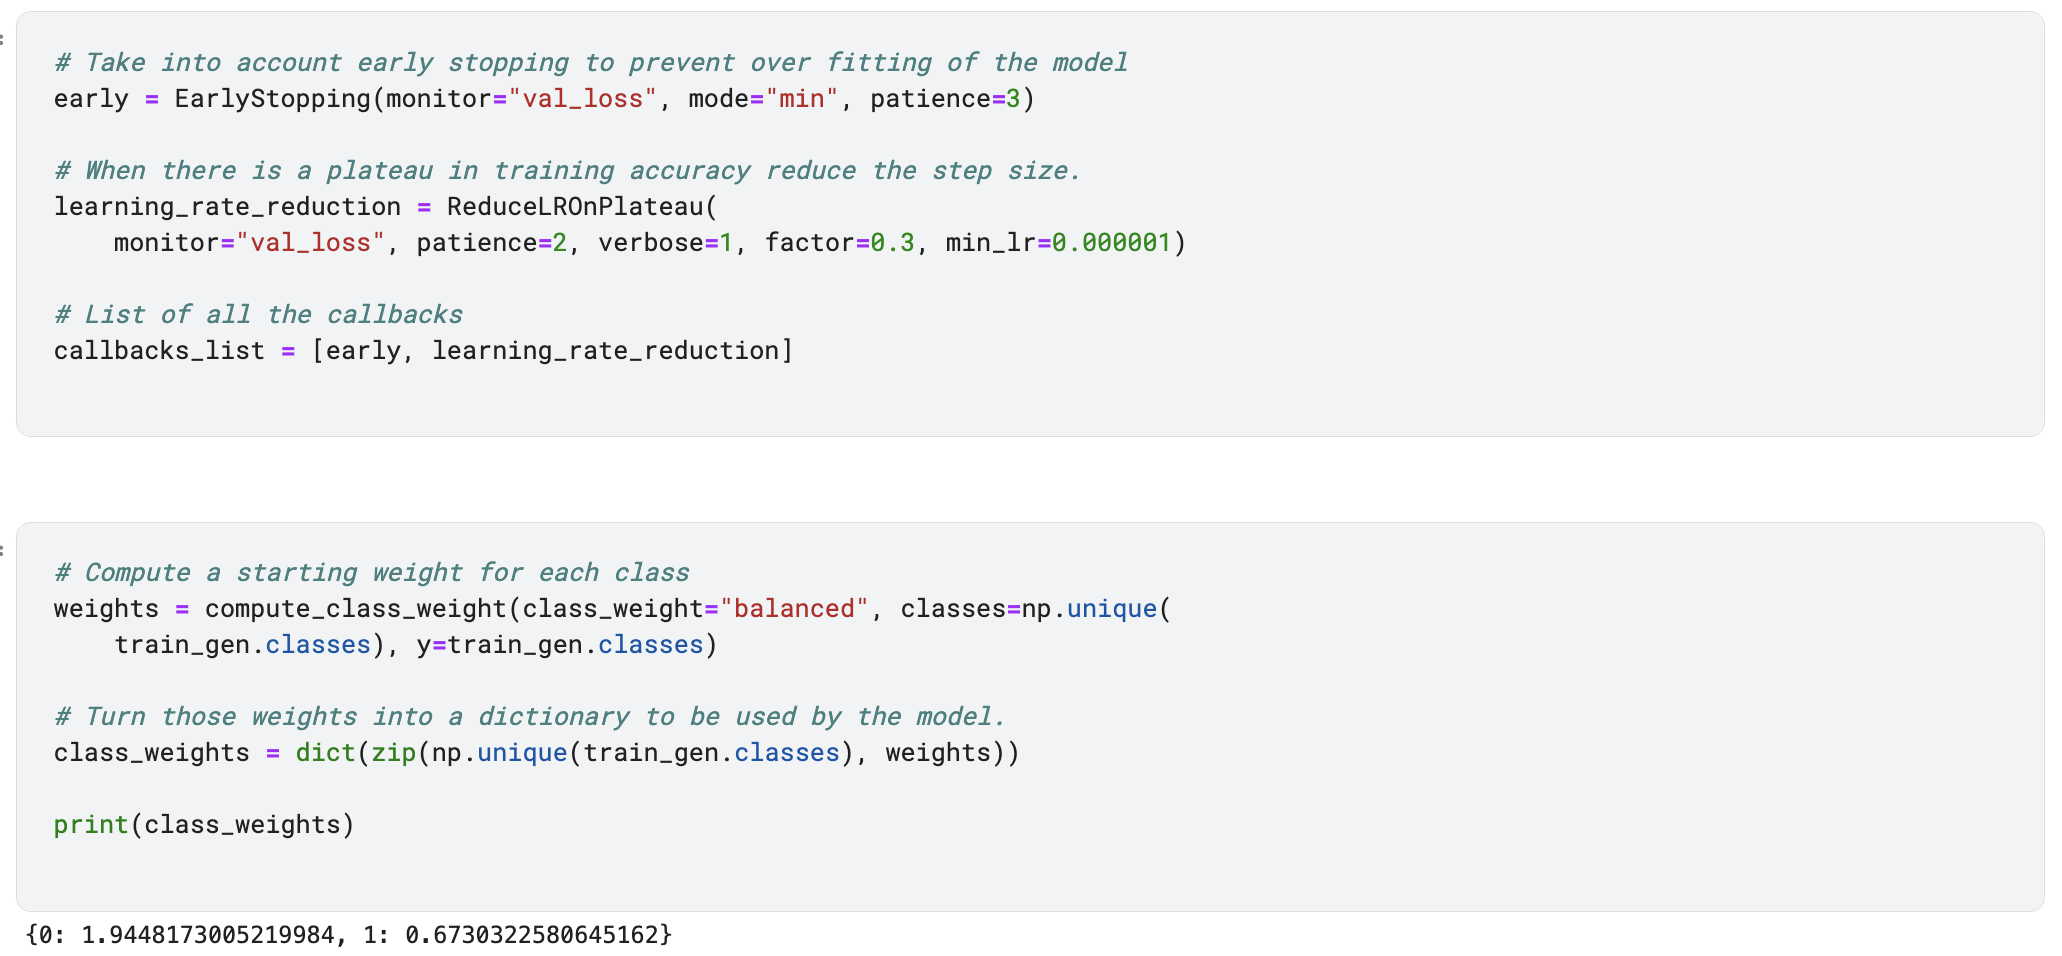 # Take into account early stopping to prevent over fitting of the model
early = EarlyStopping(monitor="val_loss", mode="min", patience=3)
# When there is a plateau in training accuracy reduce the step size.
learning_rate_reduction = ReduceLROnPlateau(
    monitor="val_loss", patience=2, verbose=1, factor=0.3, min_lr=0.000001)
# List of all the callbacks
callbacks_list = [early, learning_rate_reduction]
# Compute a starting weight for each class
weights = compute_class_weight(class_weight="balanced", classes=np.unique(
    train_gen.classes), y=train_gen.classes)
# Turn those weights into a dictionary to be used by the model.
class_weights = dict(zip(np.unique(train_gen.classes), weights))
print(class_weights)
{0: 1.9448173005219984, 1: 0.6730322580645162}